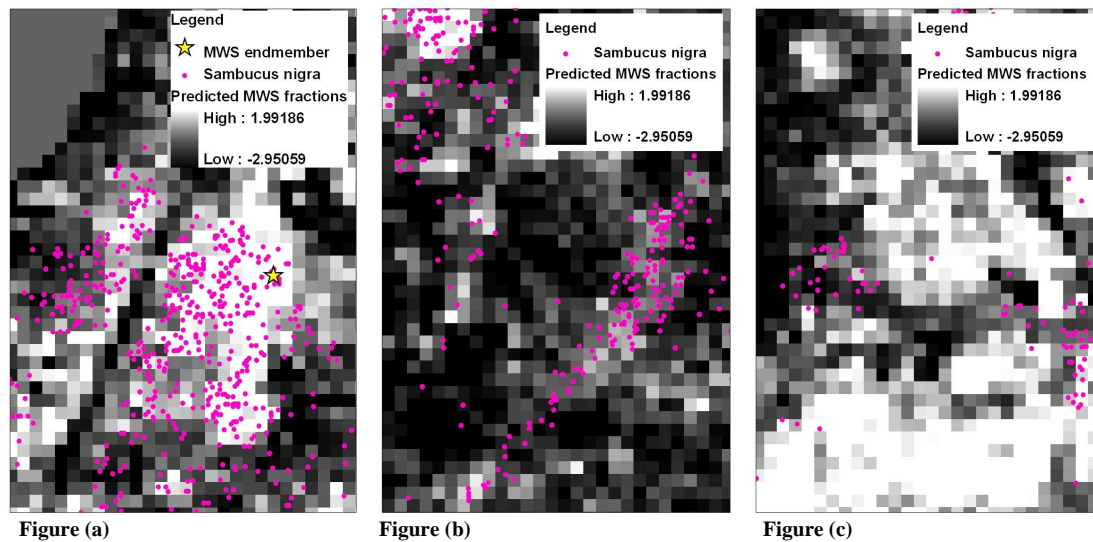 Legend
MWS endmember
Sambucus nigra
Predicted MWS fractions
High : 1.99186
Low : -2.95059
Legend
Sambucus nigra
Predicted MWS fractions
High : 1.99186
Low : -2.95059
Legend
Sambucus nigra
Predicted MWS fractions
High : 1.99186
Low : -2.95059
Figure (a)
Figure (b)
Figure (c)